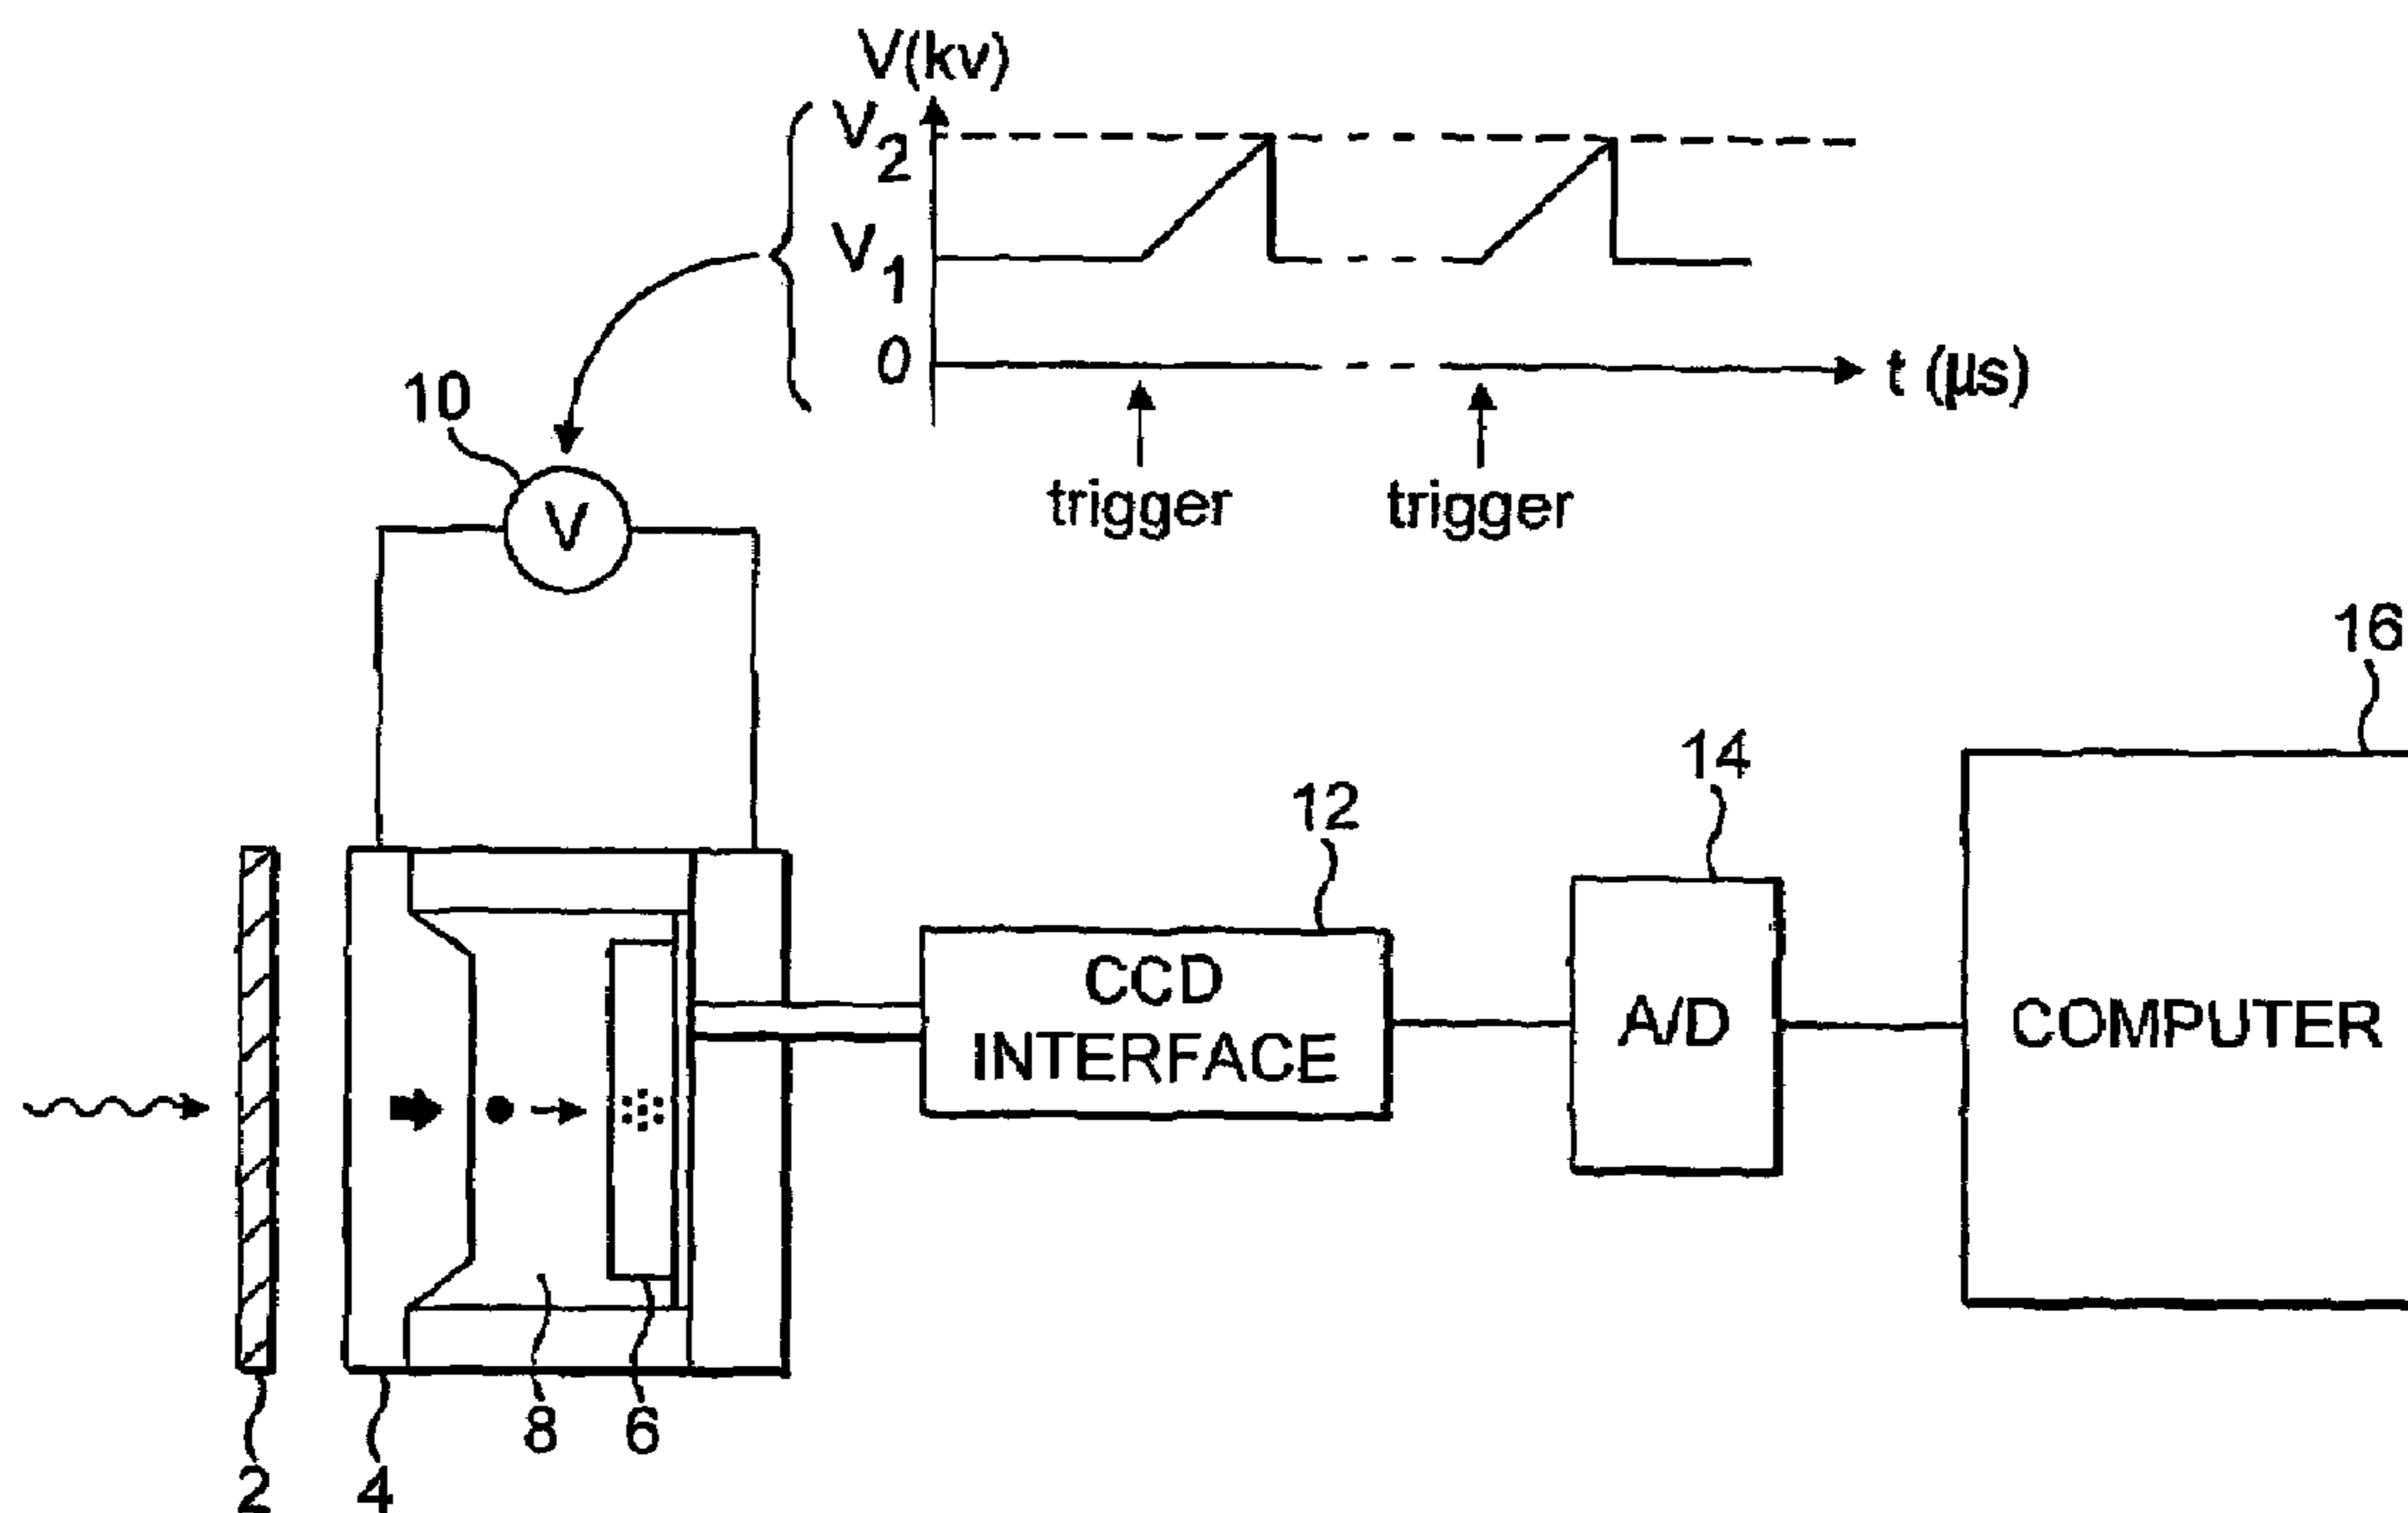 V(kv)
V2
V1
0
t (µs)
trigger
trigger
10
V
16
14
12
CCD
INTERFACE
A/D
COMPUTER
8
6
2
4